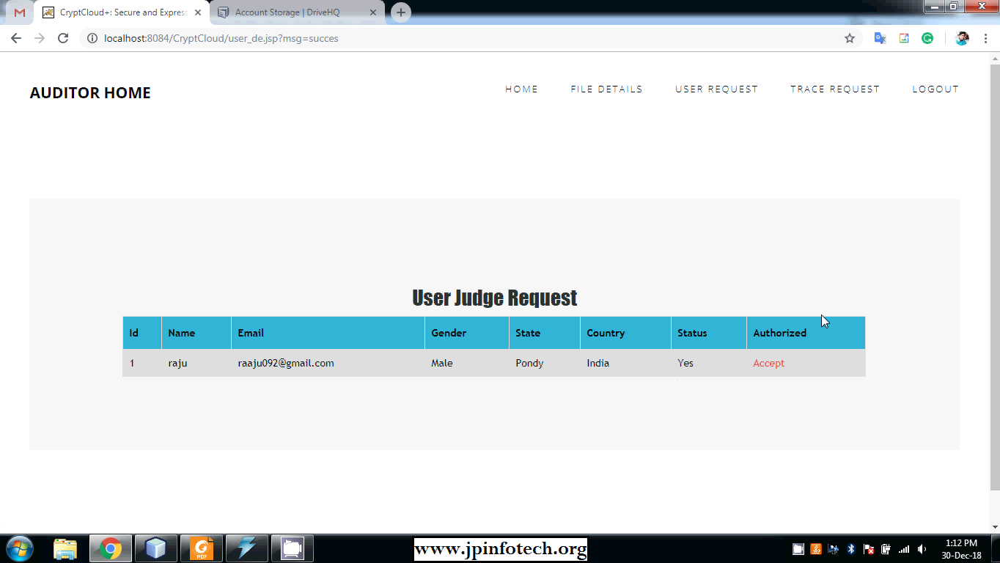 CryptCloud+: Secure and Express
Account Storage | DriveHQ
localhost:8084/CryptCloud/user_de.jsp?msg=succes
AUDITOR HOME
HOME FILE DETAILS USER REQUEST TRACE REQUEST LOGOUT
User Judge Request
Id Name Email Gender State Country Status Authorized
1 raju raaju092@gmail.com Male Pondy India Yes Accept
PDF
www.jpinfotech.org
1:12 PM
30-Dec-18